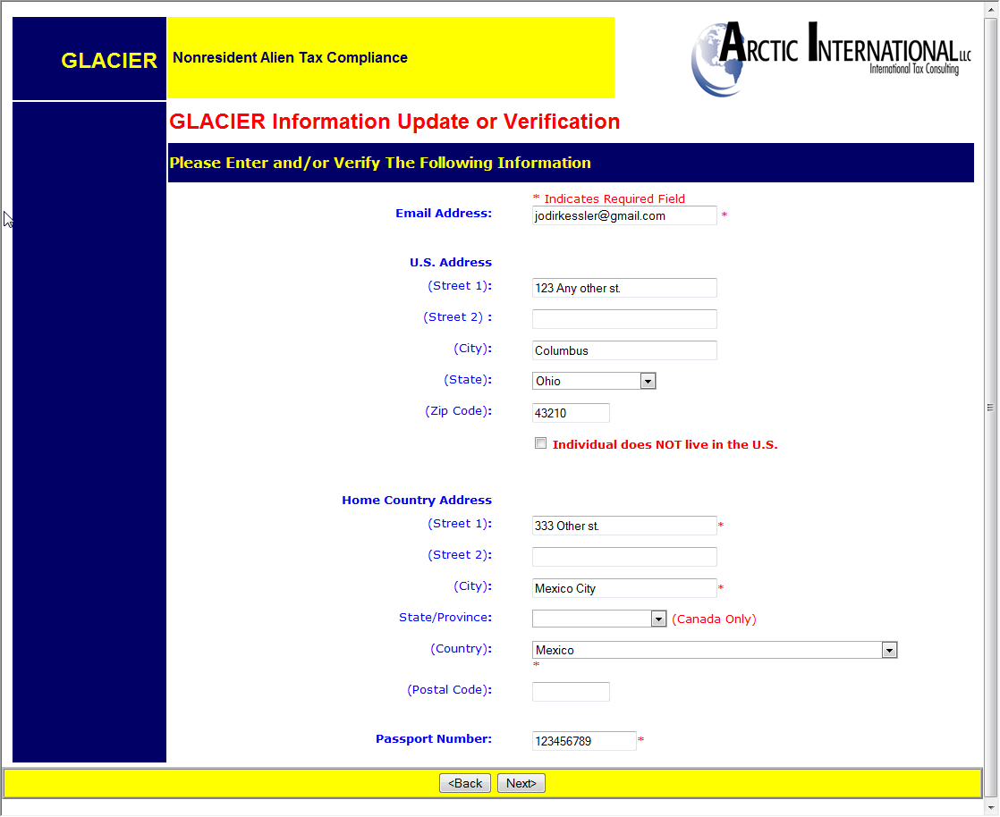 GLACIER
Nonresident Alien Tax Compliance
ARCTIC INTERNATIONAL LLC
International Tax Consulting
GLACIER Information Update or Verification
Please Enter and/or Verify The Following Information
* Indicates Required Field
Email Address: jodirkessler@gmail.com *
U.S. Address
(Street 1): 123 Any other st.
(Street 2) :
(City): Columbus
(State): Ohio
(Zip Code): 43210
Individual does NOT live in the U.S.
Home Country Address
(Street 1): 333 Other st. *
(Street 2):
(City): Mexico City *
State/Province: (Canada Only)
(Country): Mexico
*
(Postal Code):
Passport Number: 123456789 *
<Back Next>